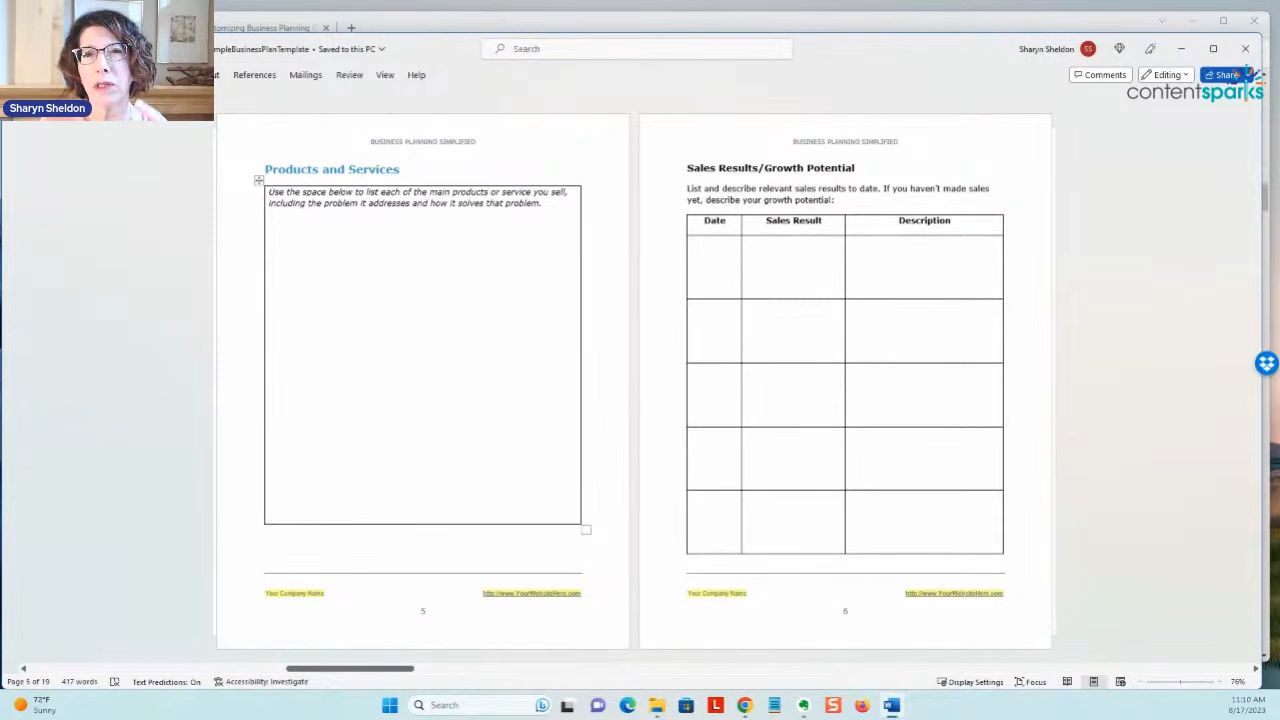 tomizing Business Planning
mpleBusinessPlanTemplate • Saved to this PC
Search
Sharyn Sheldon
SS
References
Mailings
Review
View
Help
Comments
Editing
Share
Sharyn Sheldon
contentsparks
BUSINESS PLANNING SIMPLIFIED
Products and Services
Use the space below to list each of the main products or service you sell,
including the problem it addresses and how it solves that problem.
Your Company Name
http://www.YourWebsiteHere.com
5
BUSINESS PLANNING SIMPLIFIED
Sales Results/Growth Potential
List and describe relevant sales results to date. If you haven't made sales
yet, describe your growth potential:
Date Sales Result Description
Your Company Name
http://www.YourWebsiteHere.com
6
Page 5 of 19
417 words
Text Predictions: On
Accessibility: Investigate
Display Settings
Focus
76%
72°F
Sunny
Search
11:10 AM
8/17/2023